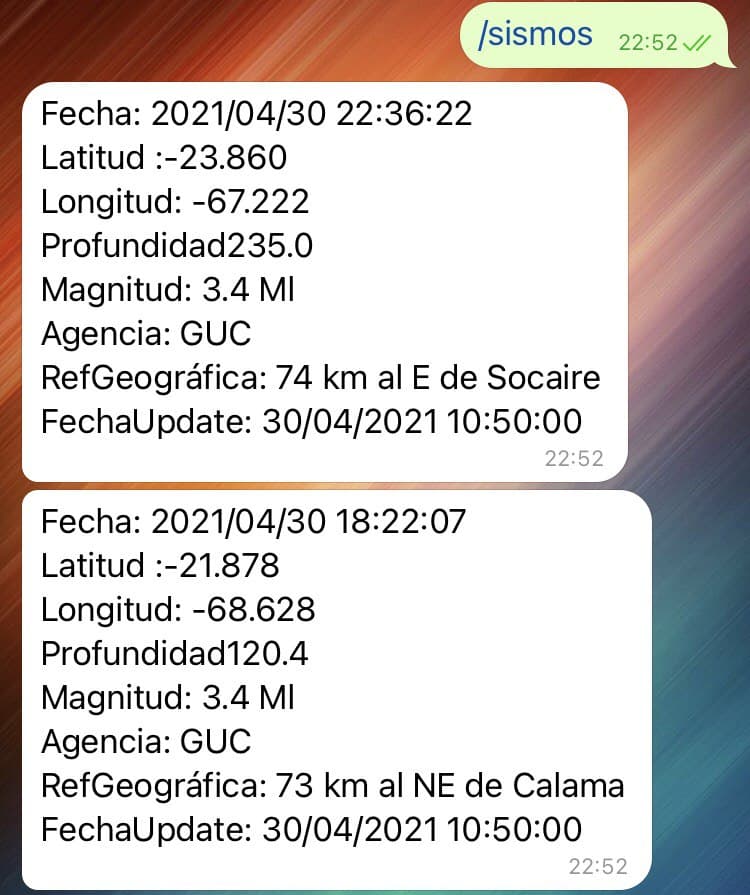 /sismos 22:52
Fecha: 2021/04/30 22:36:22
Latitud :-23.860
Longitud: -67.222
Profundidad235.0
Magnitud: 3.4 Ml
Agencia: GUC
RefGeográfica: 74 km al E de Socaire
FechaUpdate: 30/04/2021 10:50:00
22:52
Fecha: 2021/04/30 18:22:07
Latitud :-21.878
Longitud: -68.628
Profundidad120.4
Magnitud: 3.4 Ml
Agencia: GUC
RefGeográfica: 73 km al NE de Calama
FechaUpdate: 30/04/2021 10:50:00
22:52